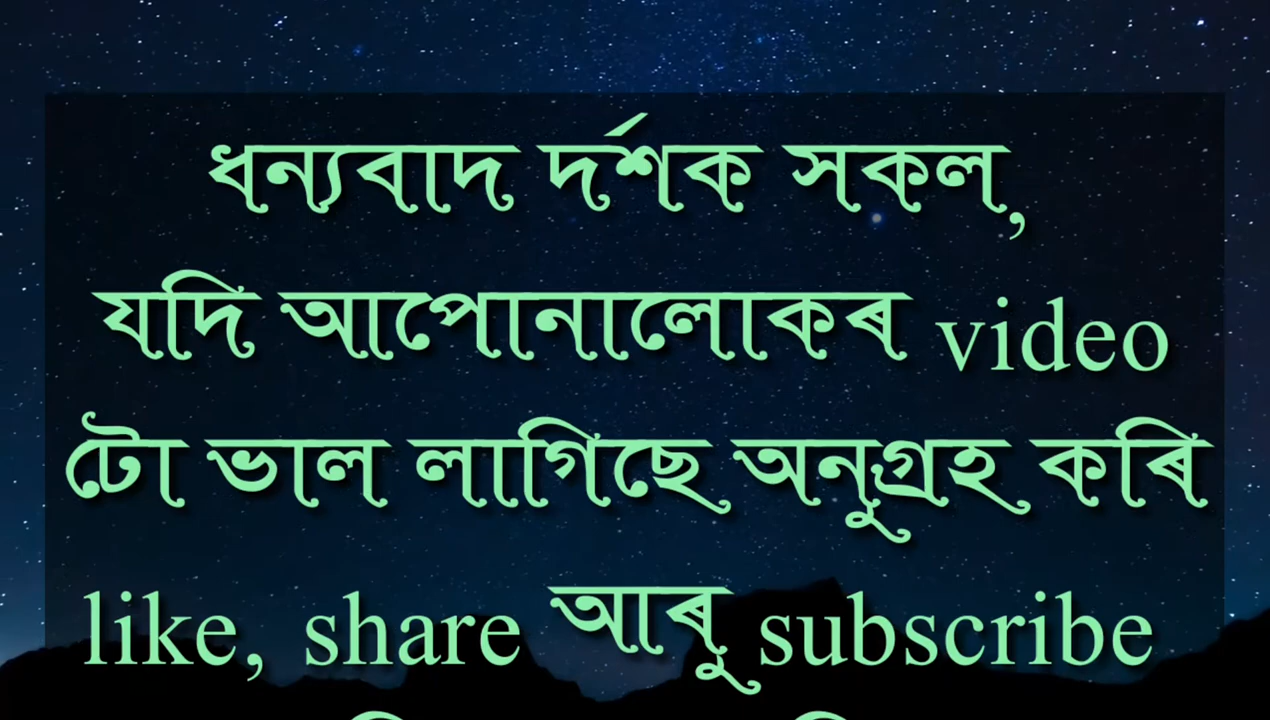 ধন্যবাদ দৰ্শক সকল,
যদি আপোনালোকৰ video
টো ভাল লাগিছে অনুগ্ৰহ কৰি
like, share আৰু subscribe